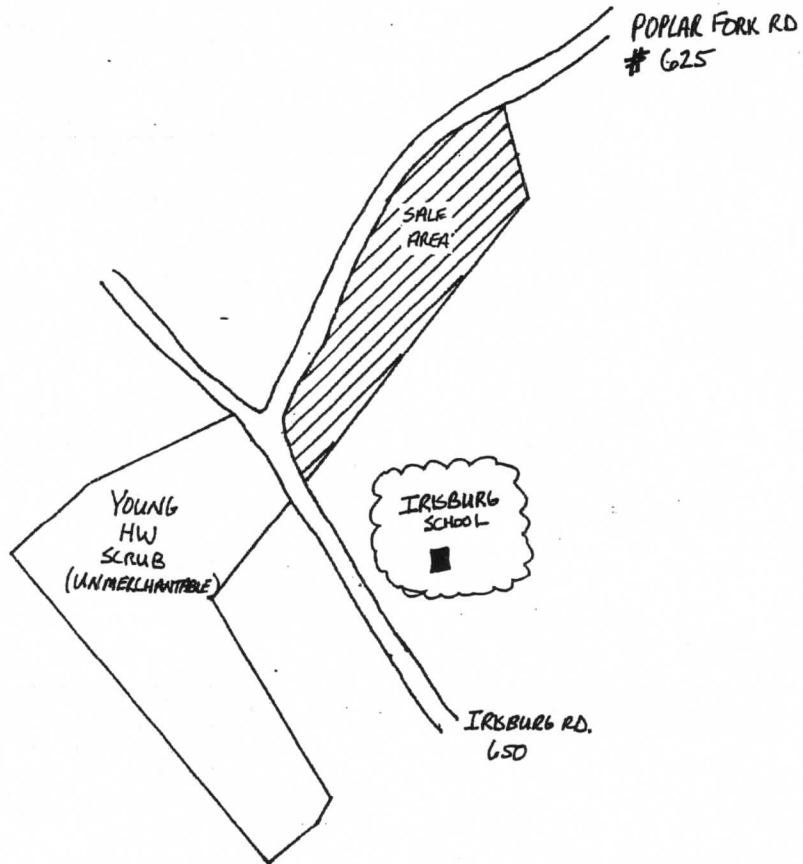 POPLAR FORK RD
# 625
SALE
AREA
YOUNG
HW
SCRUB
(UNMERCHANTABLE)
IRISBURG
SCHOOL
IRISBURG RD.
650